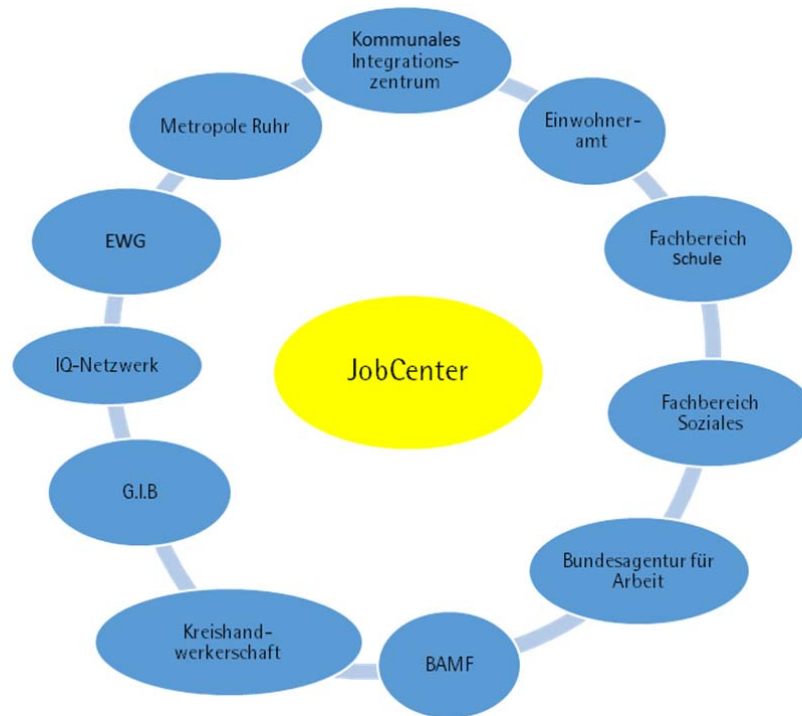 Kommunales
Integrations-
zentrum
Einwohner-
amt
Fachbereich
Schule
Fachbereich
Soziales
Bundesagentur für
Arbeit
BAMF
Kreishand-
werkerschaft
G.I.B
IQ-Netzwerk
EWG
Metropole Ruhr
JobCenter